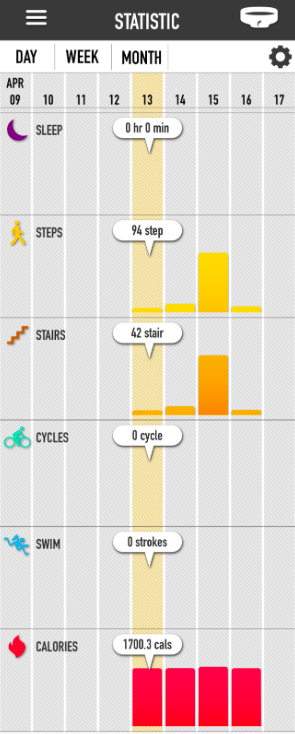 STATISTIC
DAY WEEK MONTH
APR
09 10 11 12 13 14 15 16 17
SLEEP 0 hr 0 min
STEPS 94 step
STAIRS 42 stair
CYCLES 0 cycle
SWIM 0 strokes
CALORIES 1700.3 cals